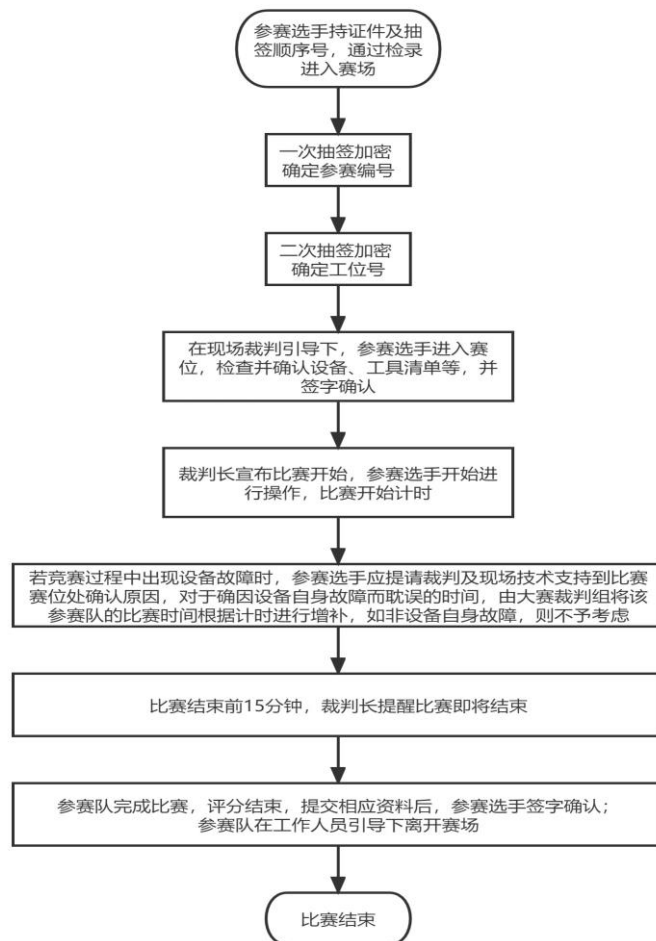 参赛选手持证件及抽
签顺序号，通过检录
进入赛场
一次抽签加密
确定参赛编号
二次抽签加密
确定工位号
在现场裁判引导下，参赛选手进入赛
位，检查并确认设备、工具清单等，并
签字确认
裁判长宣布比赛开始，参赛选手开始进
行操作，比赛开始计时
若竞赛过程中出现设备故障时，参赛选手应提请裁判及现场技术支持到比赛
赛位处确认原因，对于确因设备自身故障而耽误的时间，由大赛裁判组将该
参赛队的比赛时间根据计时进行增补，如非设备自身故障，则不予考虑
比赛结束前15分钟，裁判长提醒比赛即将结束
参赛队完成比赛，评分结束，提交相应资料后，参赛选手签字确认；
参赛队在工作人员引导下离开赛场
比赛结束